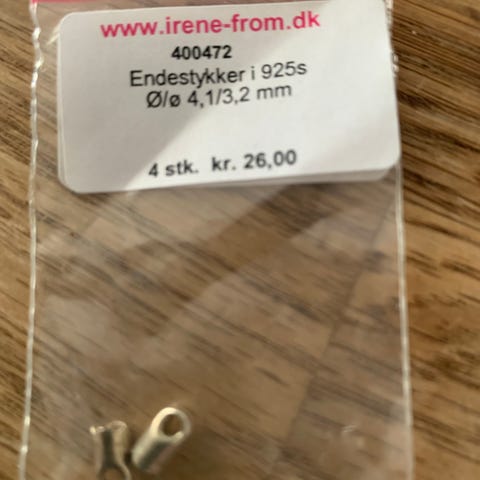 www.irene-from.dk
400472
Endestykker i 925s
Ø/ø 4,1/3,2 mm
4 stk. kr. 26,00